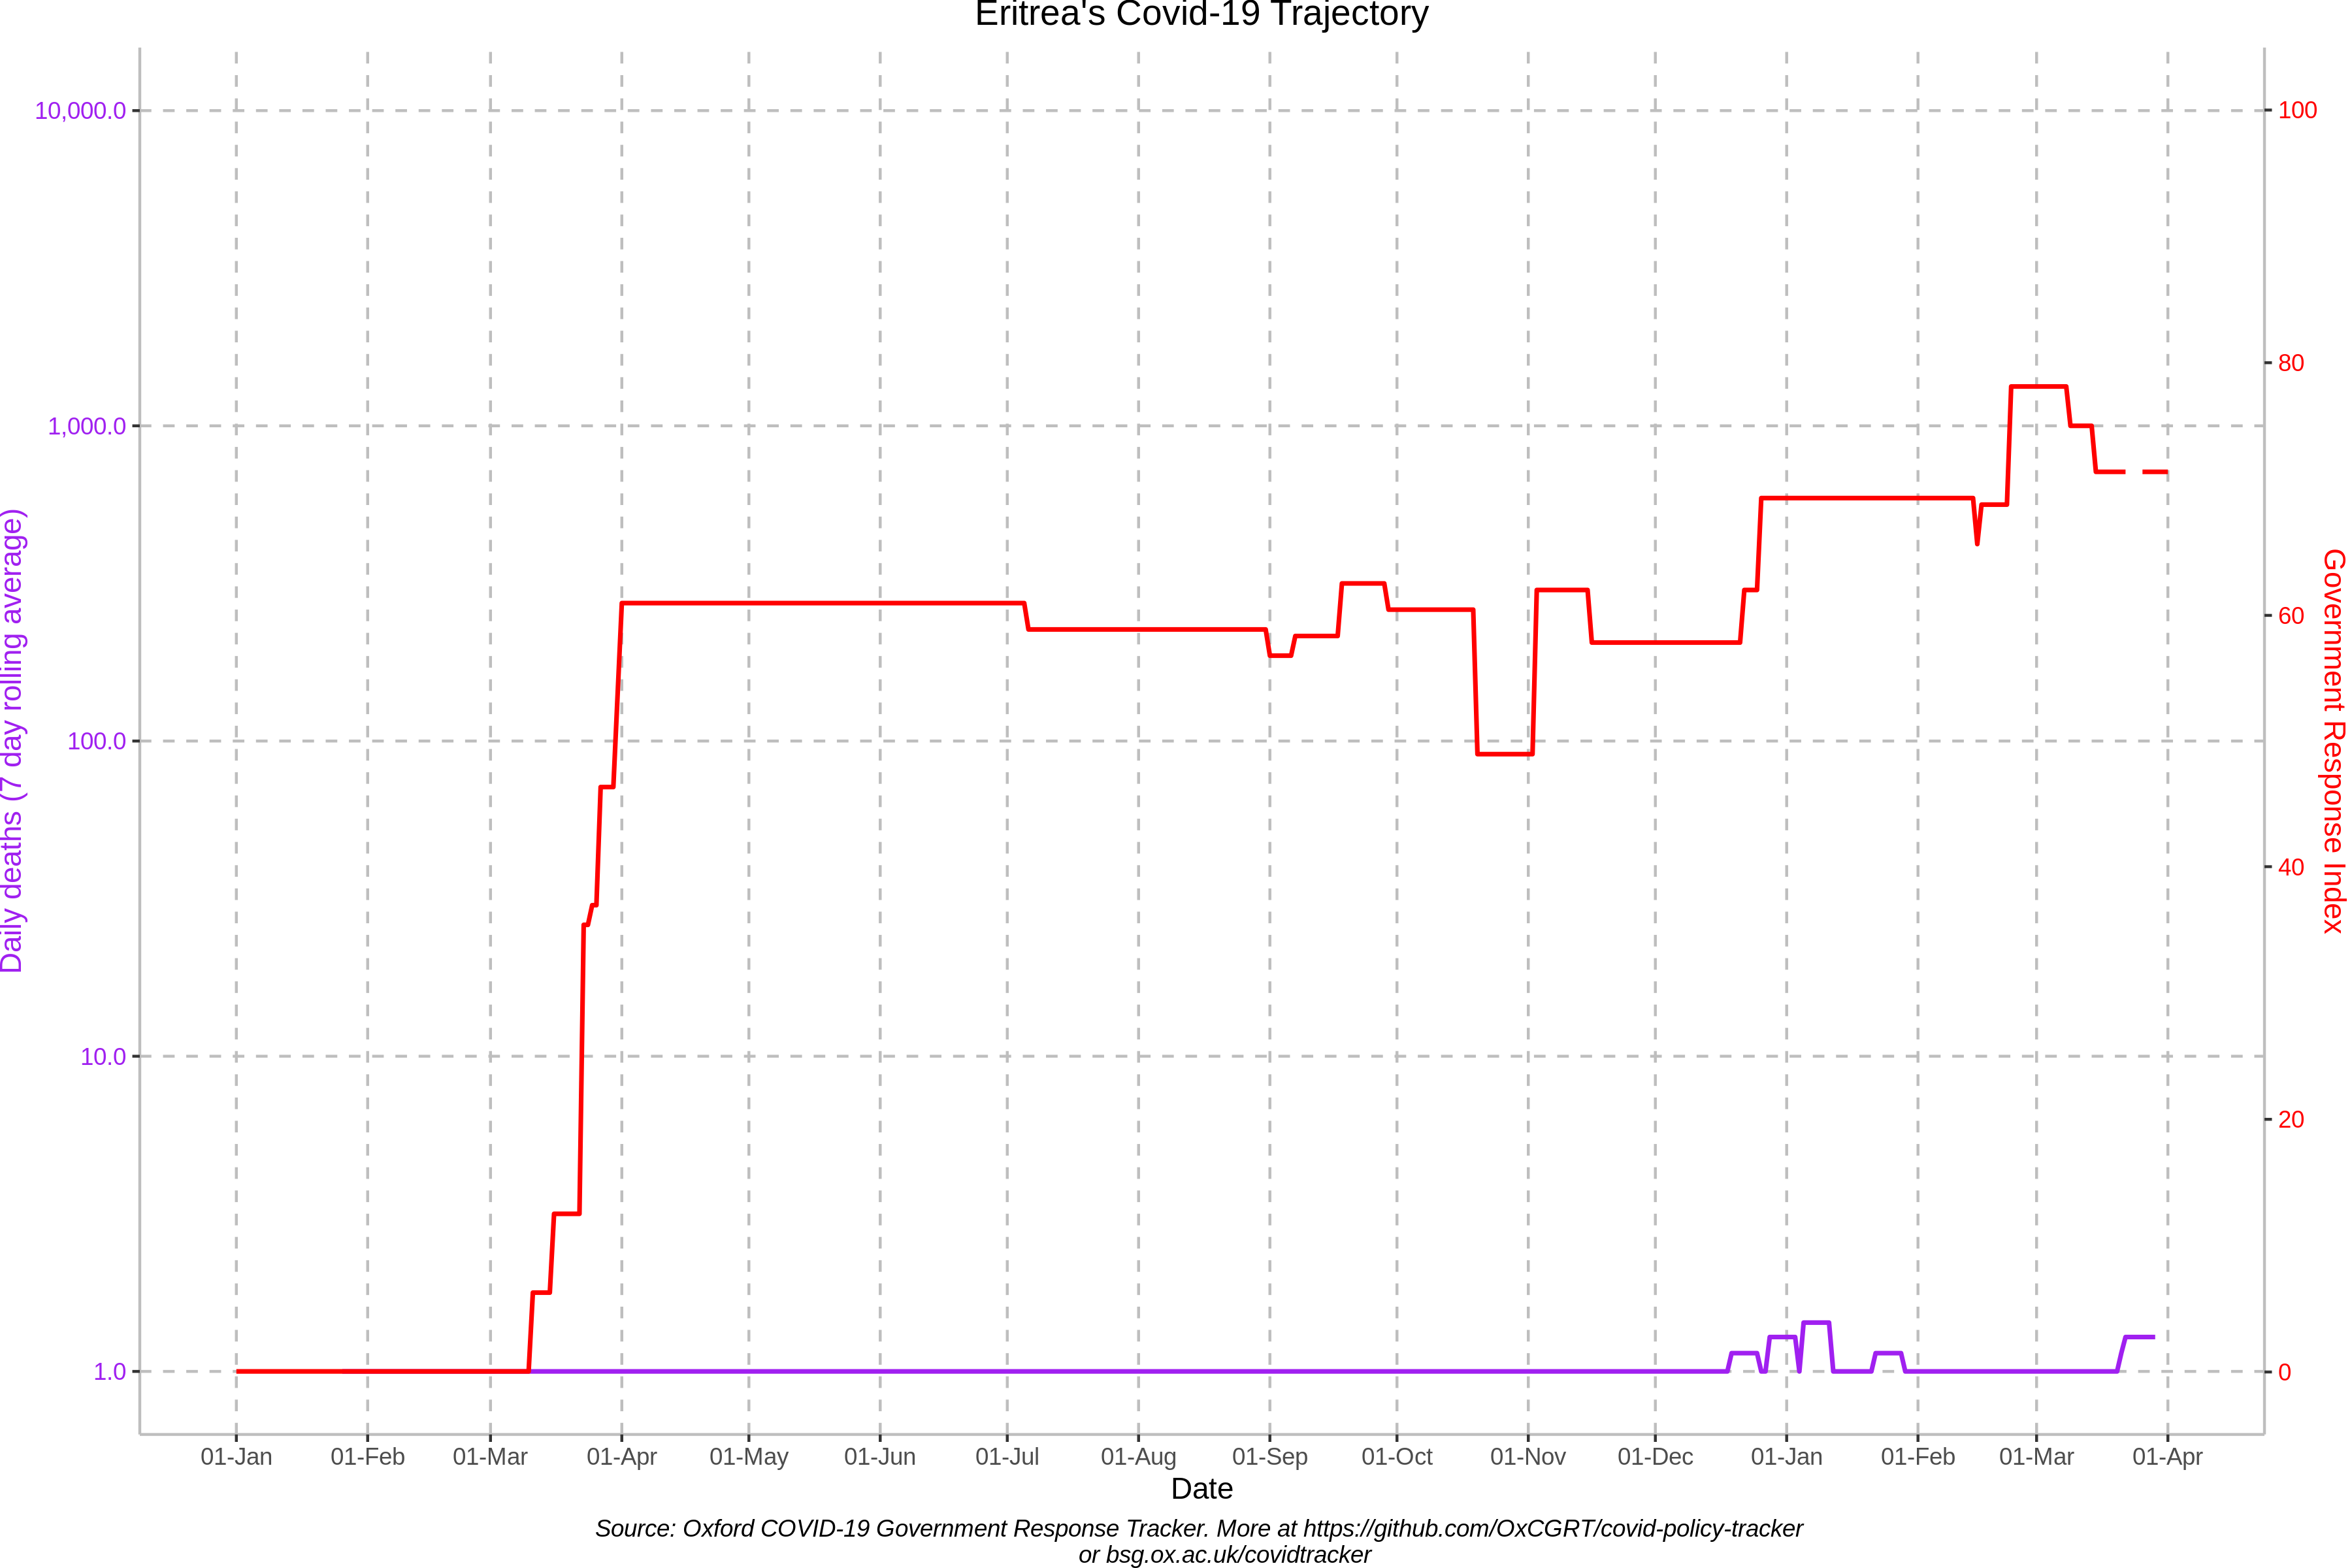 Eritrea's Covid-19 Trajectory
10,000.0
1,000.0
100.0
10.0
1.0
Daily deaths (7 day rolling average)
100
80
60
40
20
0
Government Response Index
01-Jan 01-Feb 01-Mar 01-Apr 01-May 01-Jun 01-Jul 01-Aug 01-Sep 01-Oct 01-Nov 01-Dec 01-Jan 01-Feb 01-Mar 01-Apr
Date
Source: Oxford COVID-19 Government Response Tracker. More at https://github.com/OxCGRT/covid-policy-tracker
or bsg.ox.ac.uk/covidtracker